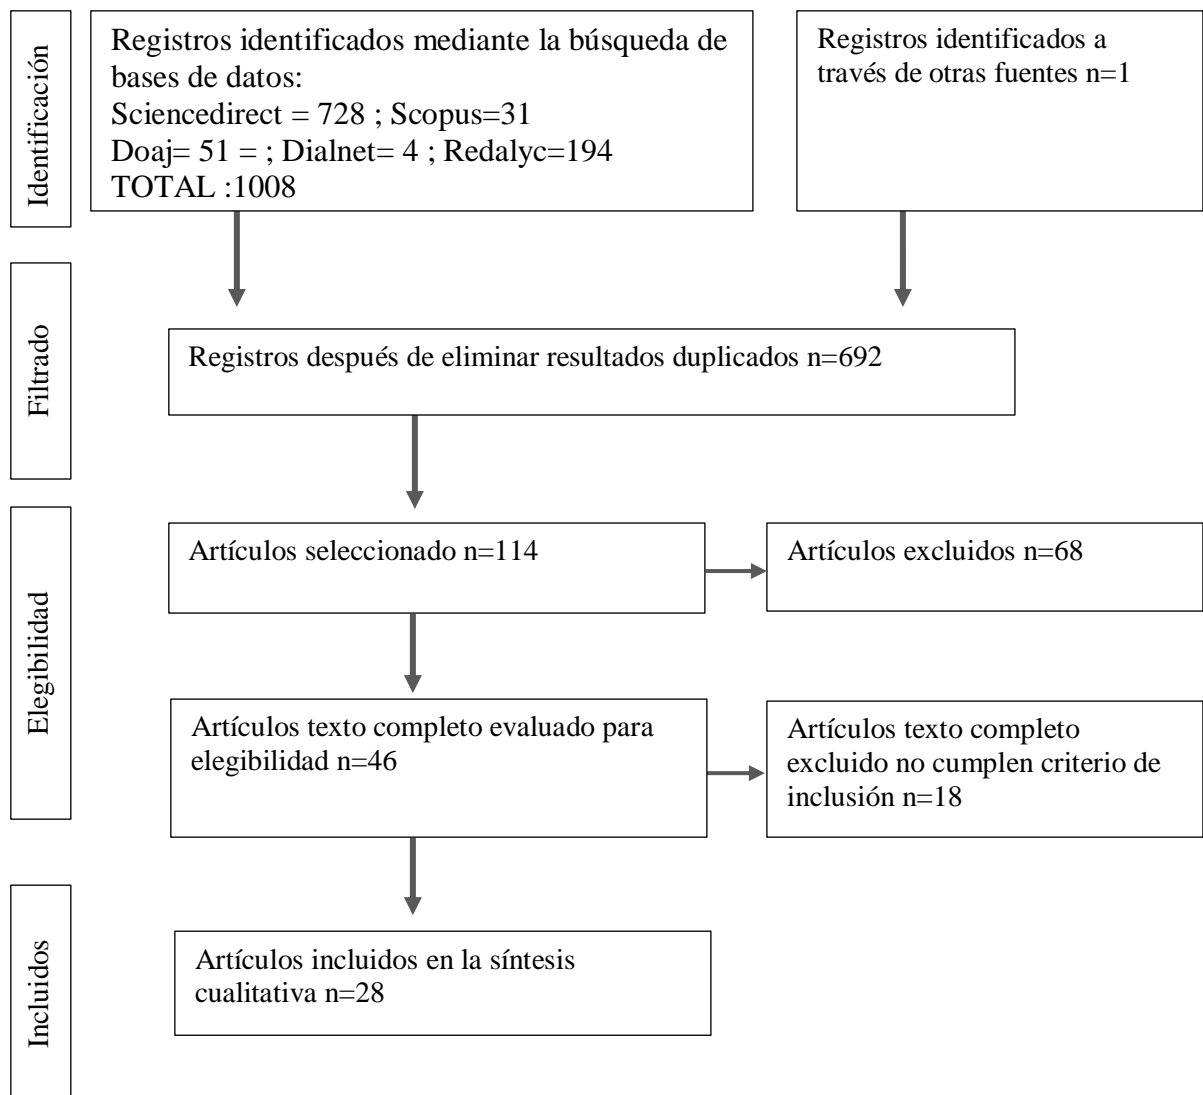 Identificación
Registros identificados mediante la búsqueda de
bases de datos:
Sciencedirect = 728 ; Scopus=31
Doaj= 51 = ; Dialnet= 4 ; Redalyc=194
TOTAL :1008
Registros identificados a
través de otras fuentes n=1
Filtrado
Registros después de eliminar resultados duplicados n=692
Elegibilidad
Artículos seleccionado n=114
Artículos excluidos n=68
Artículos texto completo evaluado para
elegibilidad n=46
Artículos texto completo
excluido no cumplen criterio de
inclusión n=18
Incluidos
Artículos incluidos en la síntesis
cualitativa n=28